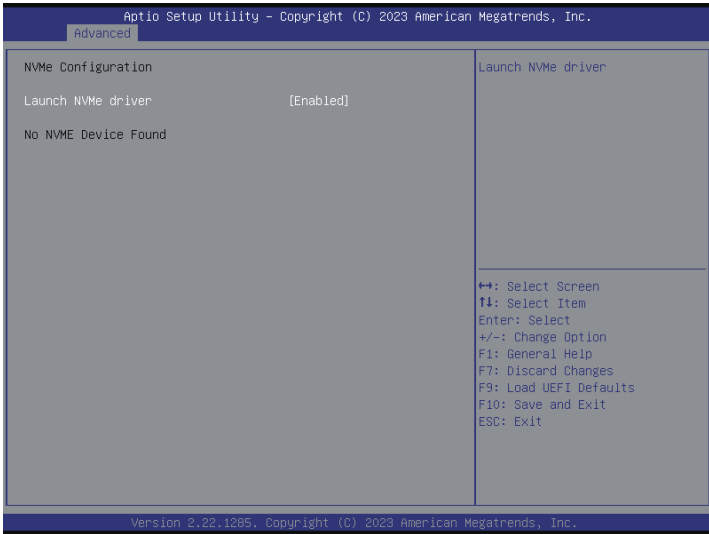 Aptio Setup Utility – Copyright (C) 2023 American Megatrends, Inc.
Advanced
NVMe Configuration
Launch NVMe driver [Enabled]
No NVME Device Found
Launch NVMe driver
↔: Select Screen
↑↓: Select Item
Enter: Select
+/-: Change Option
F1: General Help
F7: Discard Changes
F9: Load UEFI Defaults
F10: Save and Exit
ESC: Exit
Version 2.22.1285. Copyright (C) 2023 American Megatrends, Inc.